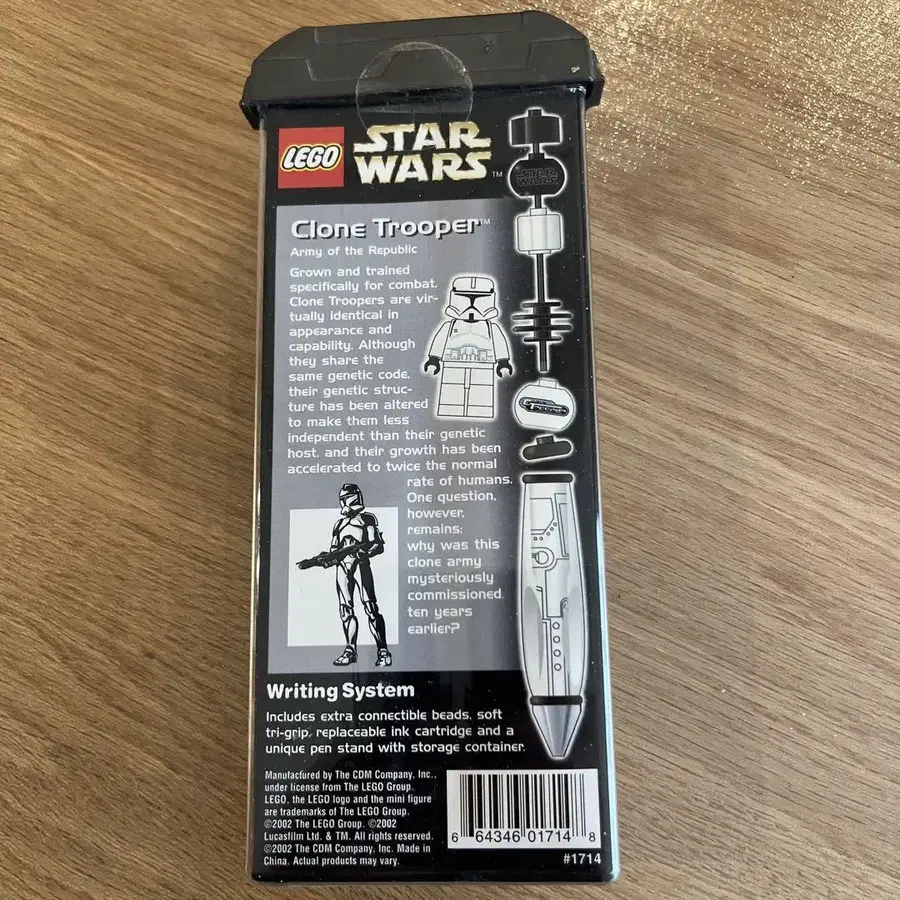 LEGO
STAR
WARS™
STAR
WARS
Clone Trooper™
Army of the Republic
Grown and trained
specifically for combat.
Clone Troopers are vir-
tually identical in
appearance and
capability. Although
they share the
same genetic code,
their genetic struc-
ture has been altered
to make them less
independent than their genetic
host, and their growth has been
accelerated to twice the normal
rate of humans.
One question,
however,
remains:
why was this
clone army
mysteriously
commissioned
ten years
earlier?
Writing System
Includes extra connectible beads, soft
tri-grip, replaceable ink cartridge and a
unique pen stand with storage container.
Manufactured by The CDM Company, Inc.,
under license from The LEGO Group.
LEGO, the LEGO logo and the mini figure
are trademarks of The LEGO Group.
©2002 The LEGO Group. ©2002
Lucasfilm Ltd. & TM. All rights reserved.
©2002 The CDM Company, Inc. Made in
China. Actual products may vary.
6 64346 01714 8
#1714